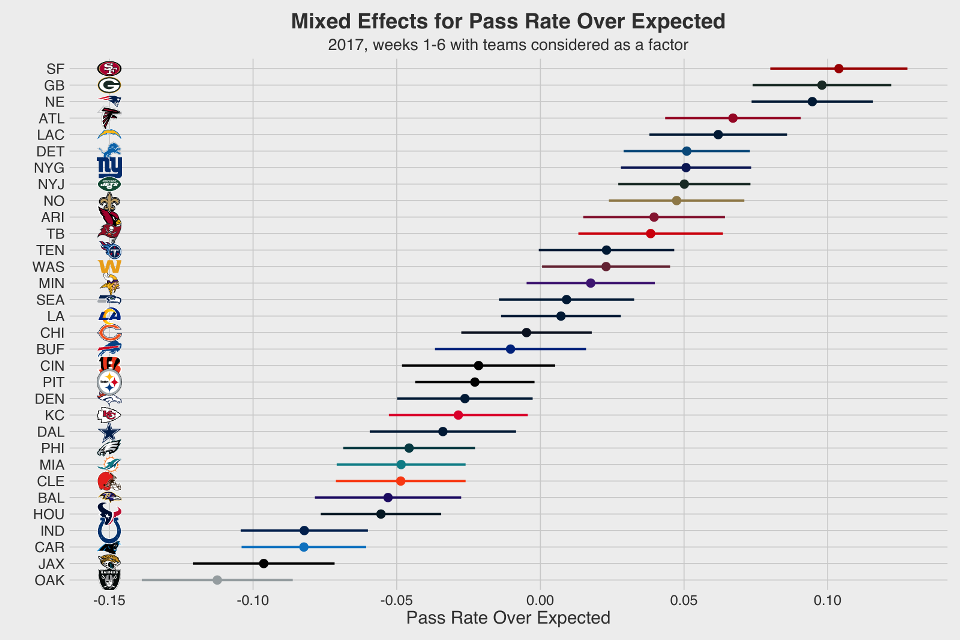 Mixed Effects for Pass Rate Over Expected
2017, weeks 1-6 with teams considered as a factor
SF
GB
NE
ATL
LAC
DET
NYG
NYJ
NO
ARI
TB
TEN
WAS
MIN
SEA
LA
CHI
BUF
CIN
PIT
DEN
KC
DAL
PHI
MIA
CLE
BAL
HOU
IND
CAR
JAX
OAK
-0.15 -0.10 -0.05 0.00 0.05 0.10
Pass Rate Over Expected